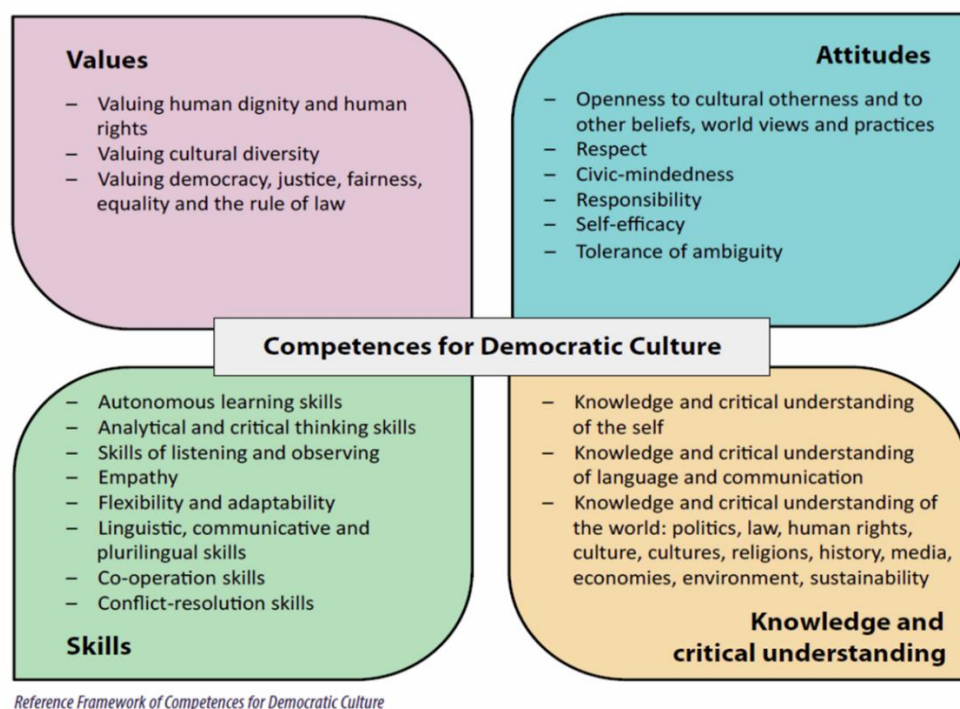 Values
– Valuing human dignity and human
rights
– Valuing cultural diversity
– Valuing democracy, justice, fairness,
equality and the rule of law
Attitudes
– Openness to cultural otherness and to
other beliefs, world views and practices
– Respect
– Civic-mindedness
– Responsibility
– Self-efficacy
– Tolerance of ambiguity
Competences for Democratic Culture
– Autonomous learning skills
– Analytical and critical thinking skills
– Skills of listening and observing
– Empathy
– Flexibility and adaptability
– Linguistic, communicative and
plurilingual skills
– Co-operation skills
– Conflict-resolution skills
Skills
– Knowledge and critical understanding
of the self
– Knowledge and critical understanding
of language and communication
– Knowledge and critical understanding of
the world: politics, law, human rights,
culture, cultures, religions, history, media,
economies, environment, sustainability
Knowledge and
critical understanding
Reference Framework of Competences for Democratic Culture